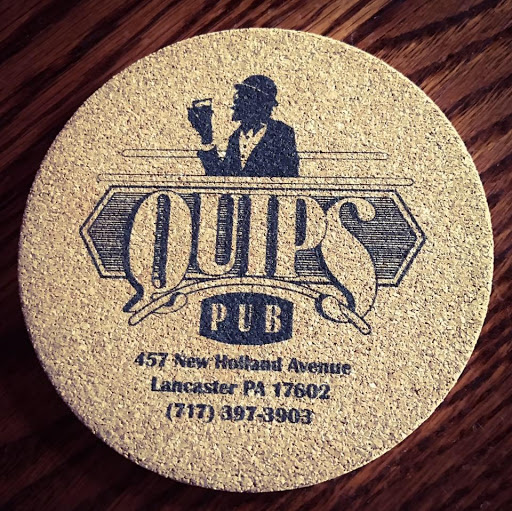 QUIPS
PUB
457 New Holland Avenue
Lancaster PA 17602
(717) 397-3903